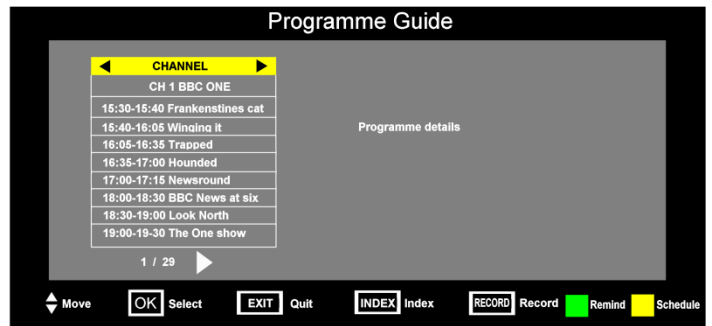 Programme Guide
CHANNEL
CH 1 BBC ONE
15:30-15:40 Frankenstines cat
15:40-16:05 Winging it
16:05-16:35 Trapped
16:35-17:00 Hounded
17:00-17:15 Newsround
18:00-18:30 BBC News at six
18:30-19:00 Look North
19:00-19-30 The One show
Programme details
1 / 29
Move OK Select EXIT Quit INDEX Index RECORD Record Remind Schedule